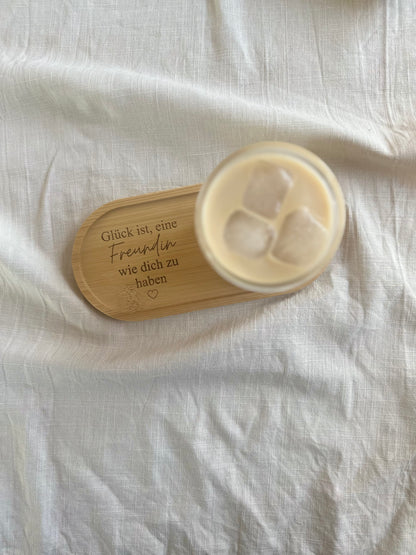 Glück ist, eine
Freundin
wie dich zu
haben